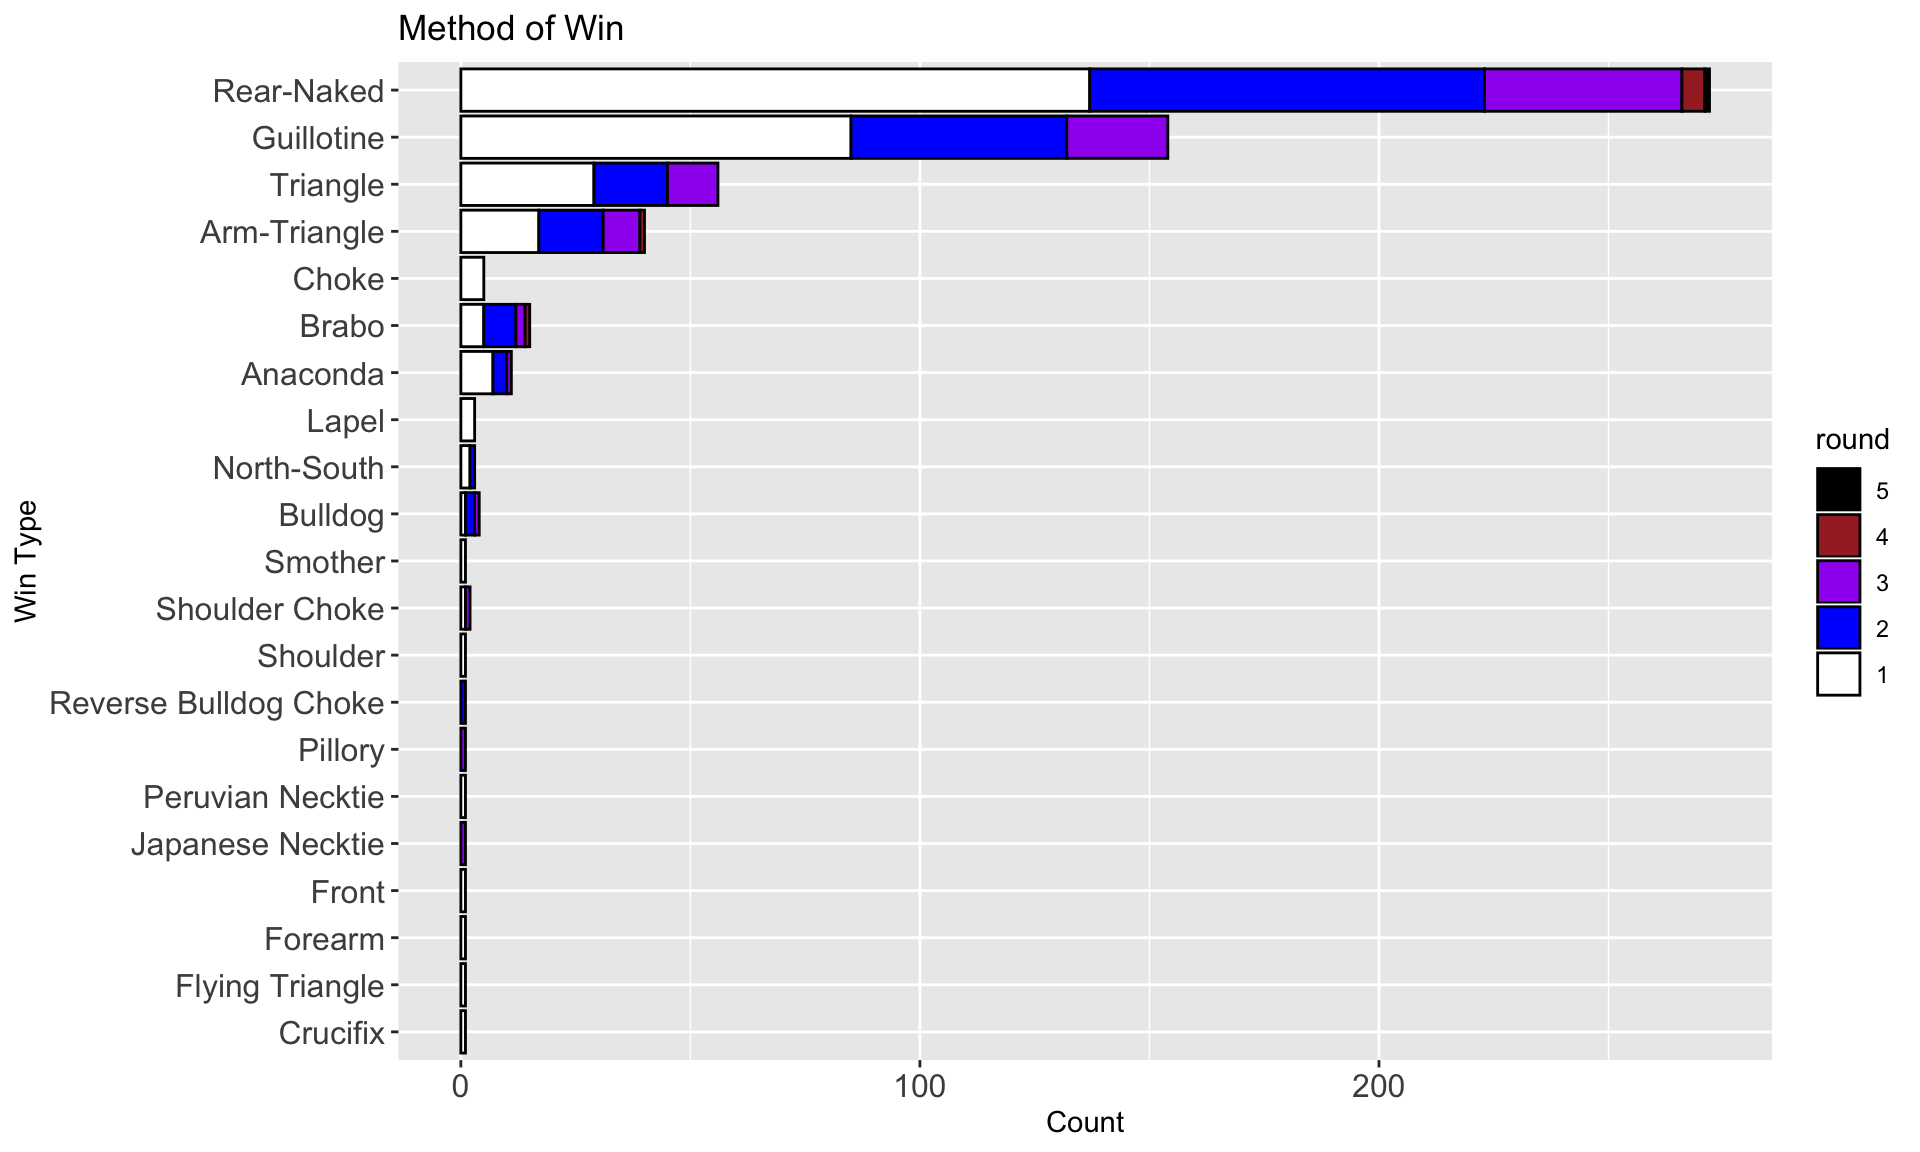 Method of Win
Rear-Naked
Guillotine
Triangle
Arm-Triangle
Choke
Brabo
Anaconda
Lapel
North-South
Bulldog
Smother
Shoulder Choke
Shoulder
Reverse Bulldog Choke
Pillory
Peruvian Necktie
Japanese Necktie
Front
Forearm
Flying Triangle
Crucifix
Win Type
0 100 200
Count
round
5
4
3
2
1